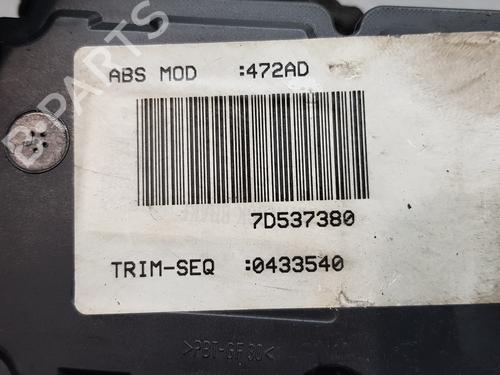 ABS MOD :472AD
7D537380
TRIM-SEQ :0433540
>PBT-GF30<